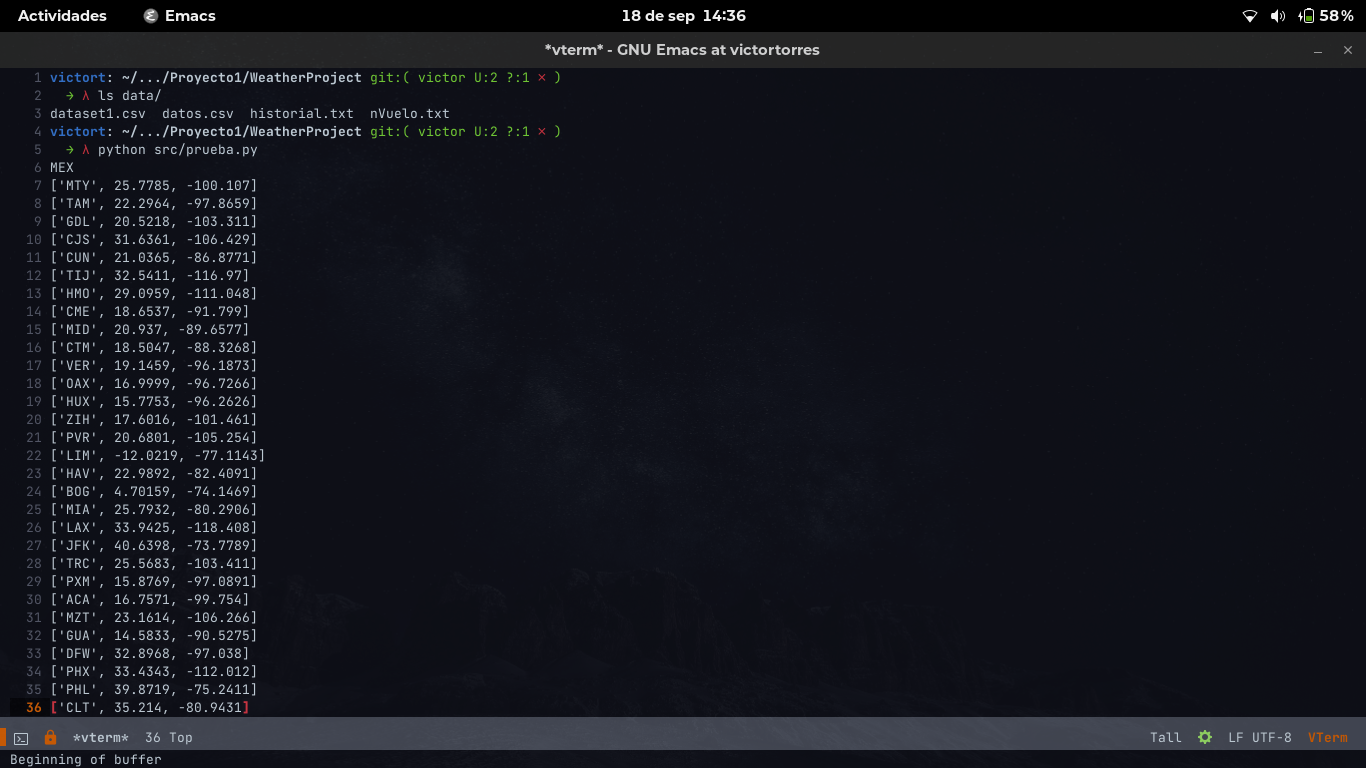 Actividades Emacs 18 de sep 14:36 58%
*vterm* - GNU Emacs at victortorres
1 victort: ~/.../Proyecto1/WeatherProject git:( victor U:2 ?:1 × )
2 → λ ls data/
3 dataset1.csv datos.csv historial.txt nVuelo.txt
4 victort: ~/.../Proyecto1/WeatherProject git:( victor U:2 ?:1 × )
5 → λ python src/prueba.py
6 MEX
7 ['MTY', 25.7785, -100.107]
8 ['TAM', 22.2964, -97.8659]
9 ['GDL', 20.5218, -103.311]
10 ['CJS', 31.6361, -106.429]
11 ['CUN', 21.0365, -86.8771]
12 ['TIJ', 32.5411, -116.97]
13 ['HMO', 29.0959, -111.048]
14 ['CME', 18.6537, -91.799]
15 ['MID', 20.937, -89.6577]
16 ['CTM', 18.5047, -88.3268]
17 ['VER', 19.1459, -96.1873]
18 ['OAX', 16.9999, -96.7266]
19 ['HUX', 15.7753, -96.2626]
20 ['ZIH', 17.6016, -101.461]
21 ['PVR', 20.6801, -105.254]
22 ['LIM', -12.0219, -77.1143]
23 ['HAV', 22.9892, -82.4091]
24 ['BOG', 4.70159, -74.1469]
25 ['MIA', 25.7932, -80.2906]
26 ['LAX', 33.9425, -118.408]
27 ['JFK', 40.6398, -73.7789]
28 ['TRC', 25.5683, -103.411]
29 ['PXM', 15.8769, -97.0891]
30 ['ACA', 16.7571, -99.754]
31 ['MZT', 23.1614, -106.266]
32 ['GUA', 14.5833, -90.5275]
33 ['DFW', 32.8968, -97.038]
34 ['PHX', 33.4343, -112.012]
35 ['PHL', 39.8719, -75.2411]
36 ['CLT', 35.214, -80.9431]
*vterm* 36 Top Tall LF UTF-8 VTerm
Beginning of buffer